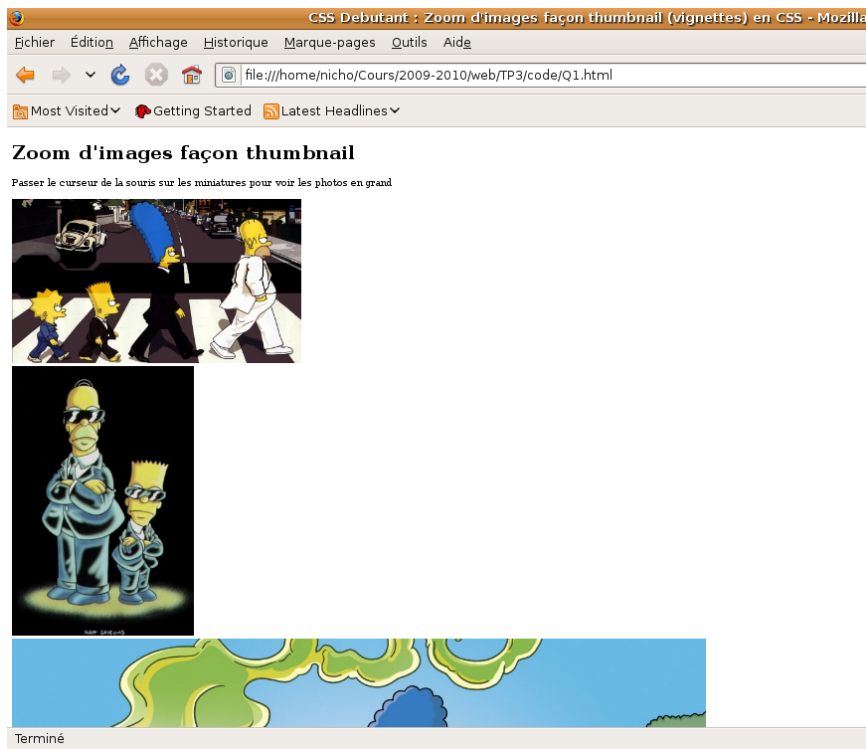 CSS Debutant : Zoom d'images façon thumbnail (vignettes) en CSS - Mozilla
Fichier Édition Affichage Historique Marque-pages Outils Aide
file:///home/nicho/Cours/2009-2010/web/TP3/code/Q1.html
Most Visited Getting Started Latest Headlines
Zoom d'images façon thumbnail
Passer le curseur de la souris sur les miniatures pour voir les photos en grand
Terminé